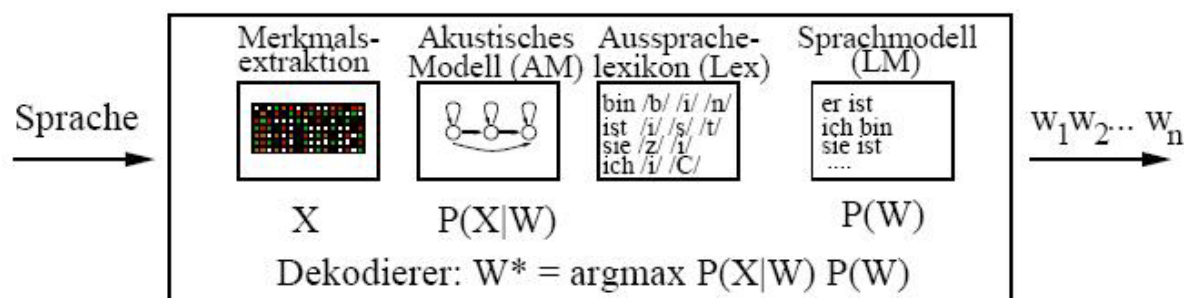 Sprache
Merkmals-
extraktion
X
Akustisches
Modell (AM)
P(X|W)
Aussprache-
lexikon (Lex)
bin /b/ /i/ /n/
ist /i/ /s/ /t/
sie /z/ /i/
ich /i/ /C/
Sprachmodell
(LM)
er ist
ich bin
sie ist
....
P(W)
Dekodierer: W* = argmax P(X|W) P(W)
w₁w₂... wₙ